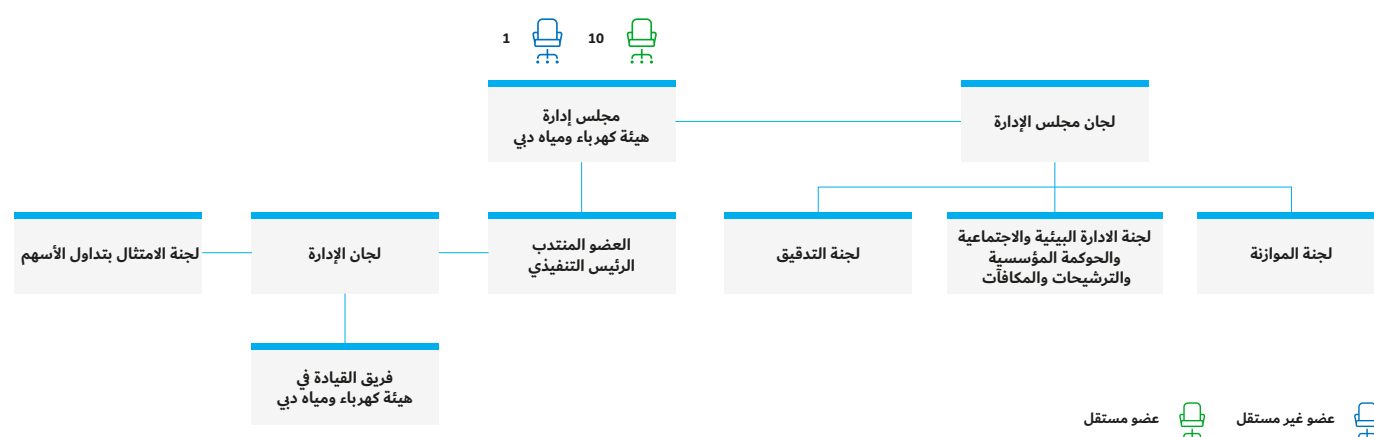 10
1
لجان مجلس الإدارة
مجلس إدارة
هيئة كهرباء ومياه دبي
لجنة الموازنة
لجنة الادارة البيئية والاجتماعية
والحوكمة المؤسسية
والترشيحات والمكافآت
لجنة التدقيق
العضو المنتدب
الرئيس التنفيذي
لجان الإدارة
لجنة الامتثال بتداول الأسهم
فريق القيادة في
هيئة كهرباء ومياه دبي
عضو غير مستقل
عضو مستقل